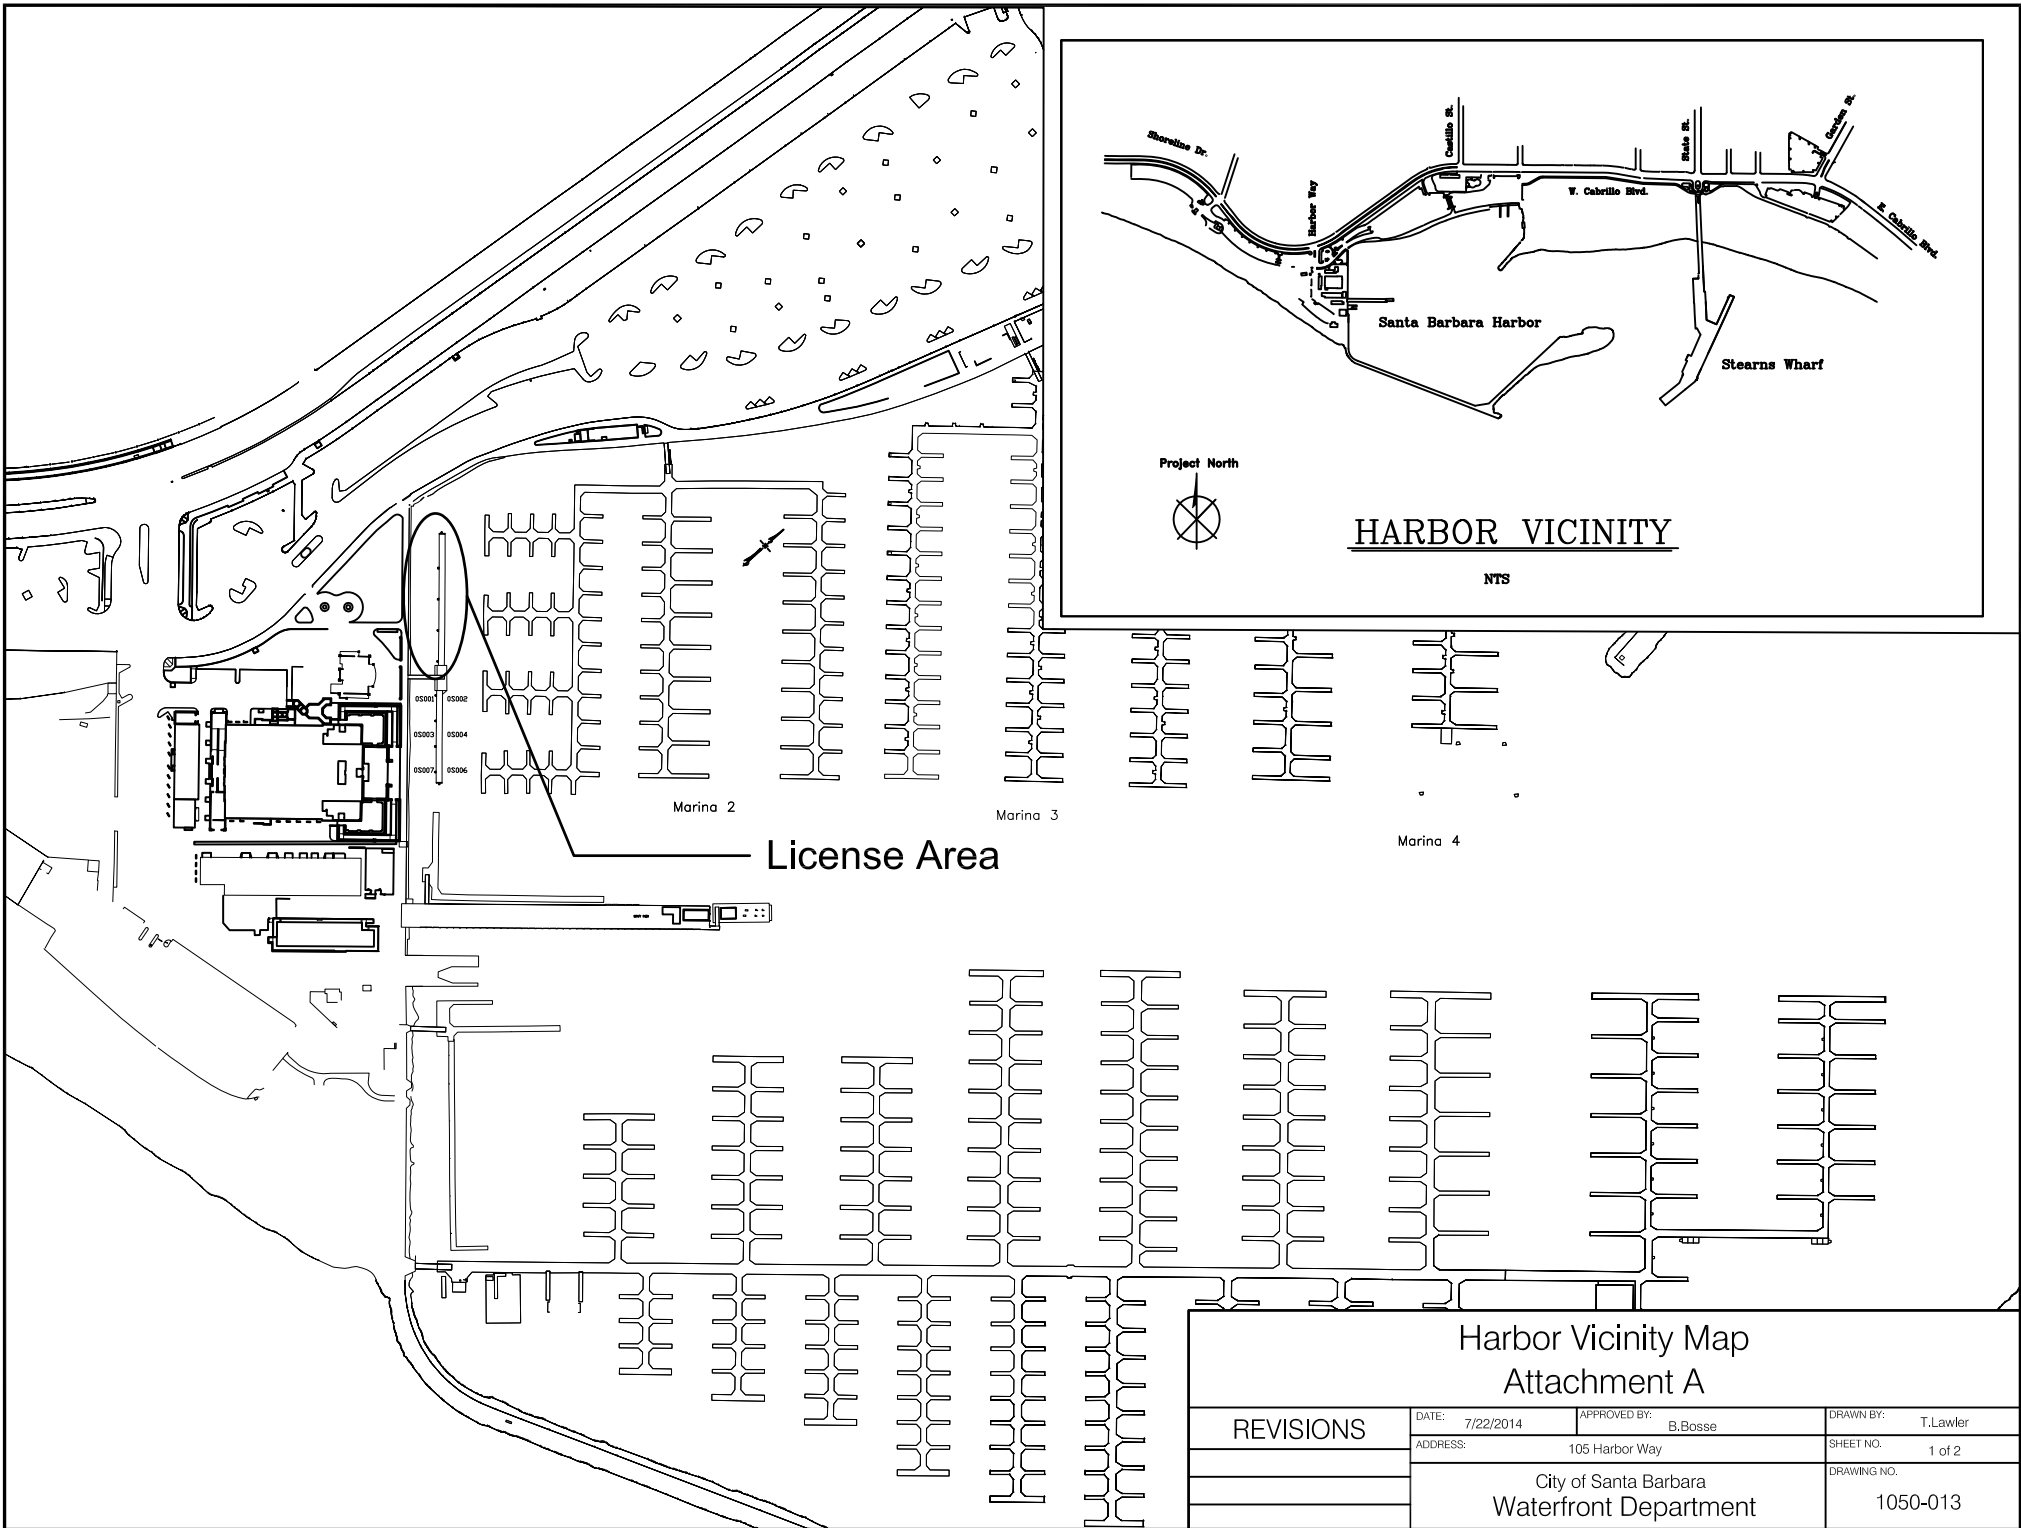 Shoreline Dr.
Harbor Way
Castillo St.
State St.
Garden St.
W. Cabrillo Blvd.
E. Cabrillo Blvd.
Santa Barbara Harbor
Stearns Wharf
Project North
HARBOR VICINITY
NTS
OS001 OS002
OS003 OS004
OS007 OS006
Marina 2
Marina 3
Marina 4
License Area
Harbor Vicinity Map
Attachment A
REVISIONS
DATE: 7/22/2014
APPROVED BY: B.Bosse
DRAWN BY: T.Lawler
ADDRESS: 105 Harbor Way
SHEET NO. 1 of 2
City of Santa Barbara
Waterfront Department
DRAWING NO.
1050-013